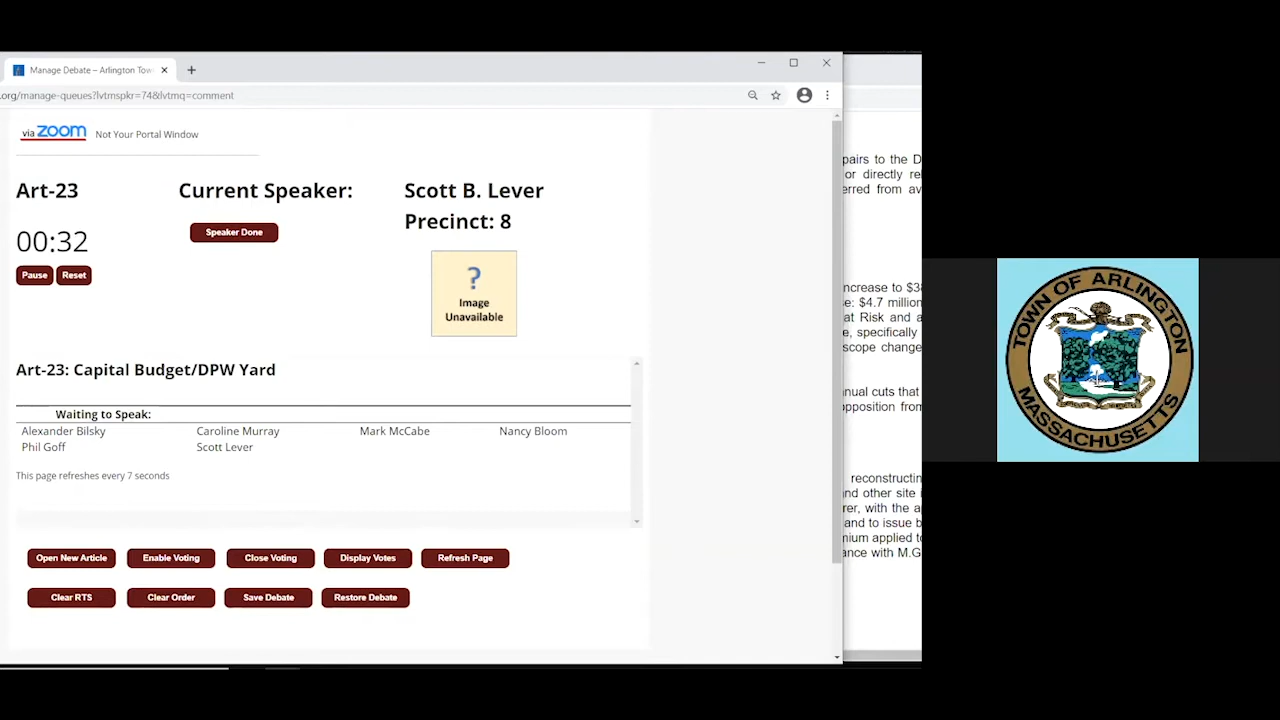 Manage Debate – Arlington Tow
.org/manage-queues?lvtmspkr=74&lvtmq=comment
via zoom Not Your Portal Window
Art-23 Current Speaker: Scott B. Lever
Precinct: 8
Speaker Done
00:32
Pause Reset
?
Image
Unavailable
Art-23: Capital Budget/DPW Yard
Waiting to Speak:
Alexander Bilsky Caroline Murray Mark McCabe Nancy Bloom
Phil Goff Scott Lever
This page refreshes every 7 seconds
Open New Article Enable Voting Close Voting Display Votes Refresh Page
Clear RTS Clear Order Save Debate Restore Debate
pairs to the D
or directly re
erred from av
ncrease to $38
e: $4.7 million
at Risk and a
e, specifically
scope change
nual cuts that
opposition from
reconstructin
and other site i
rer, with the a
and to issue b
mium applied to
ance with M.G
TOWN OF ARLINGTON
MASSACHUSETTS